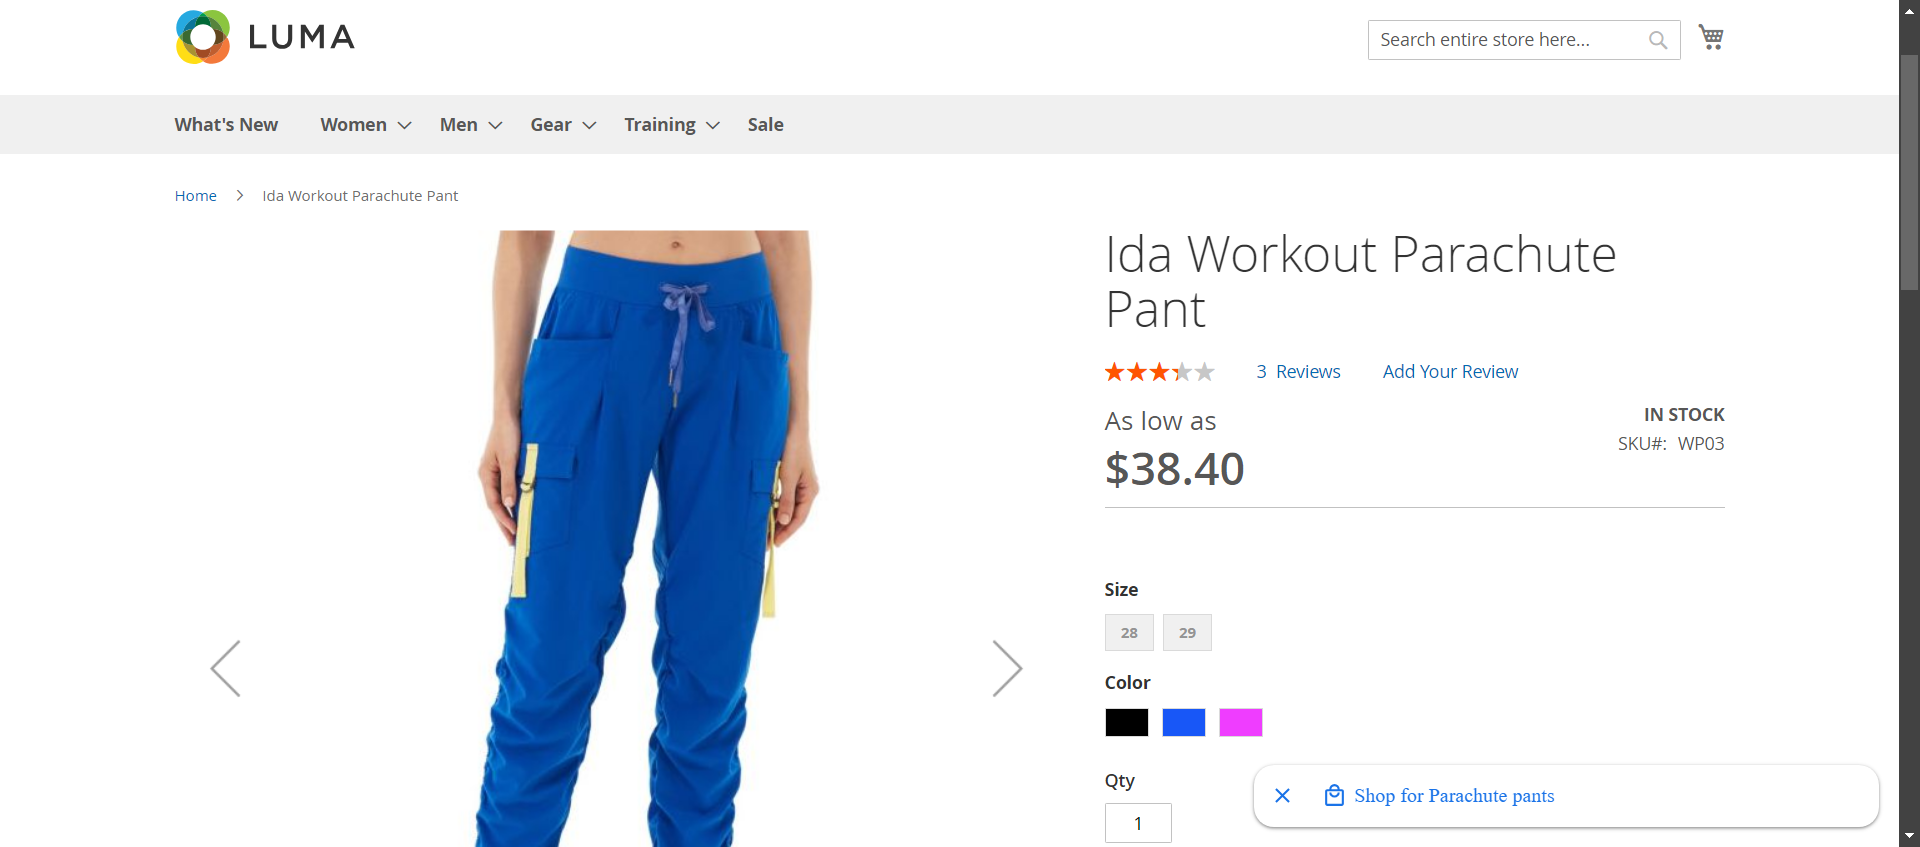 LUMA
Search entire store here...
What's New
Women
Men
Gear
Training
Sale
Home
Ida Workout Parachute Pant
Ida Workout Parachute
Pant
3 Reviews
Add Your Review
As low as
$38.40
IN STOCK
SKU#: WP03
Size
28
29
Color
Qty
1
Shop for Parachute pants